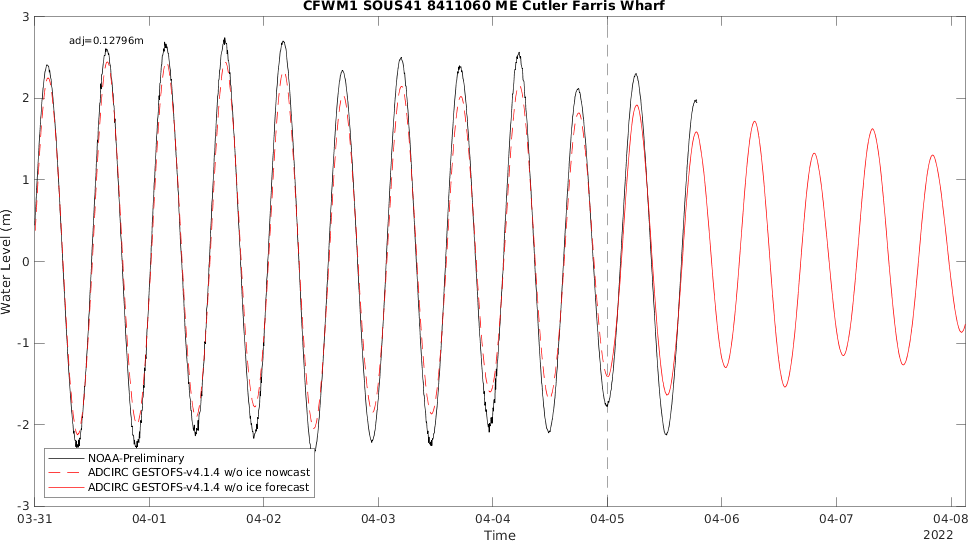 CFWM1 SOUS41 8411060 ME Cutler Farris Wharf
adj=0.12796m
3
2
1
0
-1
-2
-3
Water Level (m)
NOAA-Preliminary
ADCIRC GESTOFS-v4.1.4 w/o ice nowcast
ADCIRC GESTOFS-v4.1.4 w/o ice forecast
03-31 04-01 04-02 04-03 04-04 04-05 04-06 04-07 04-08
Time
2022